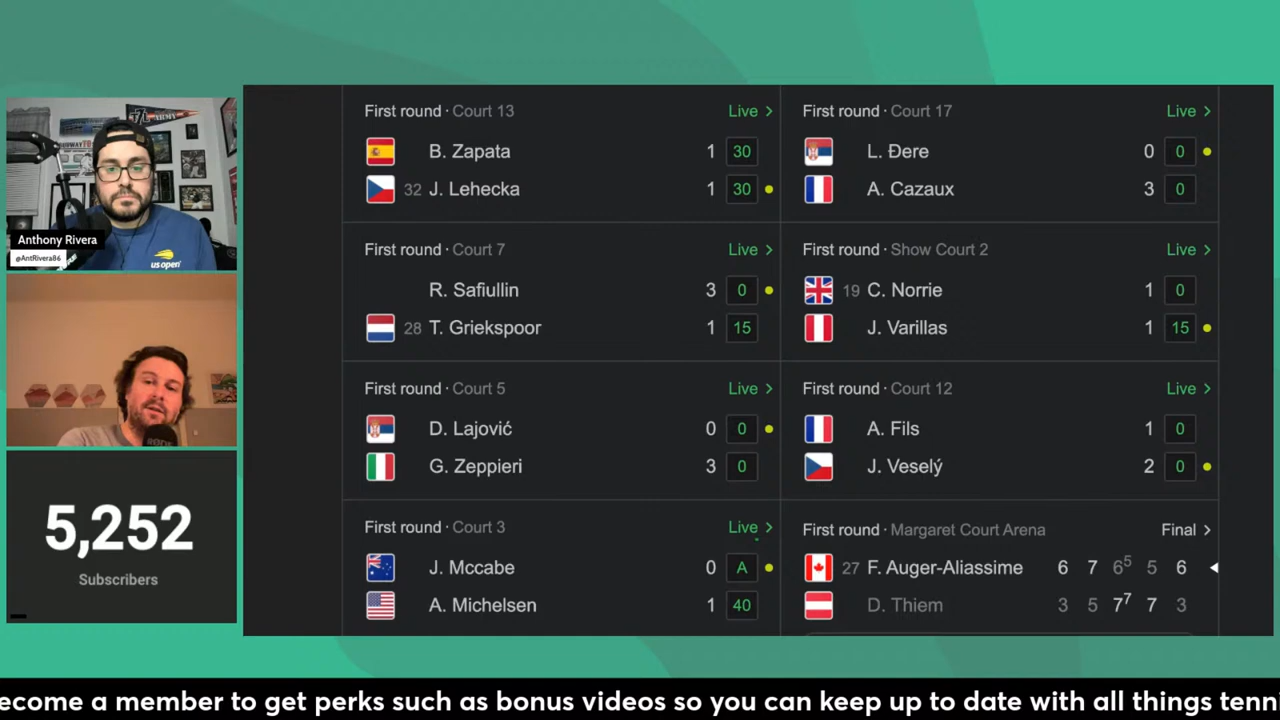 ARMY
us open
Anthony Rivera
@AntRivera86
RODE
5,252
Subscribers
First round · Court 13 Live >
B. Zapata 1 30
32 J. Lehecka 1 30
First round · Court 17 Live >
L. Đere 0 0
A. Cazaux 3 0
First round · Court 7 Live >
R. Safiullin 3 0
28 T. Griekspoor 1 15
First round · Show Court 2 Live >
19 C. Norrie 1 0
J. Varillas 1 15
First round · Court 5 Live >
D. Lajović 0 0
G. Zeppieri 3 0
First round · Court 12 Live >
A. Fils 1 0
J. Veselý 2 0
First round · Court 3 Live >
J. Mccabe 0 A
A. Michelsen 1 40
First round · Margaret Court Arena Final >
27 F. Auger-Aliassime 6 7 6⁵ 5 6
D. Thiem 3 5 7⁷ 7 3
ecome a member to get perks such as bonus videos so you can keep up to date with all things tenn